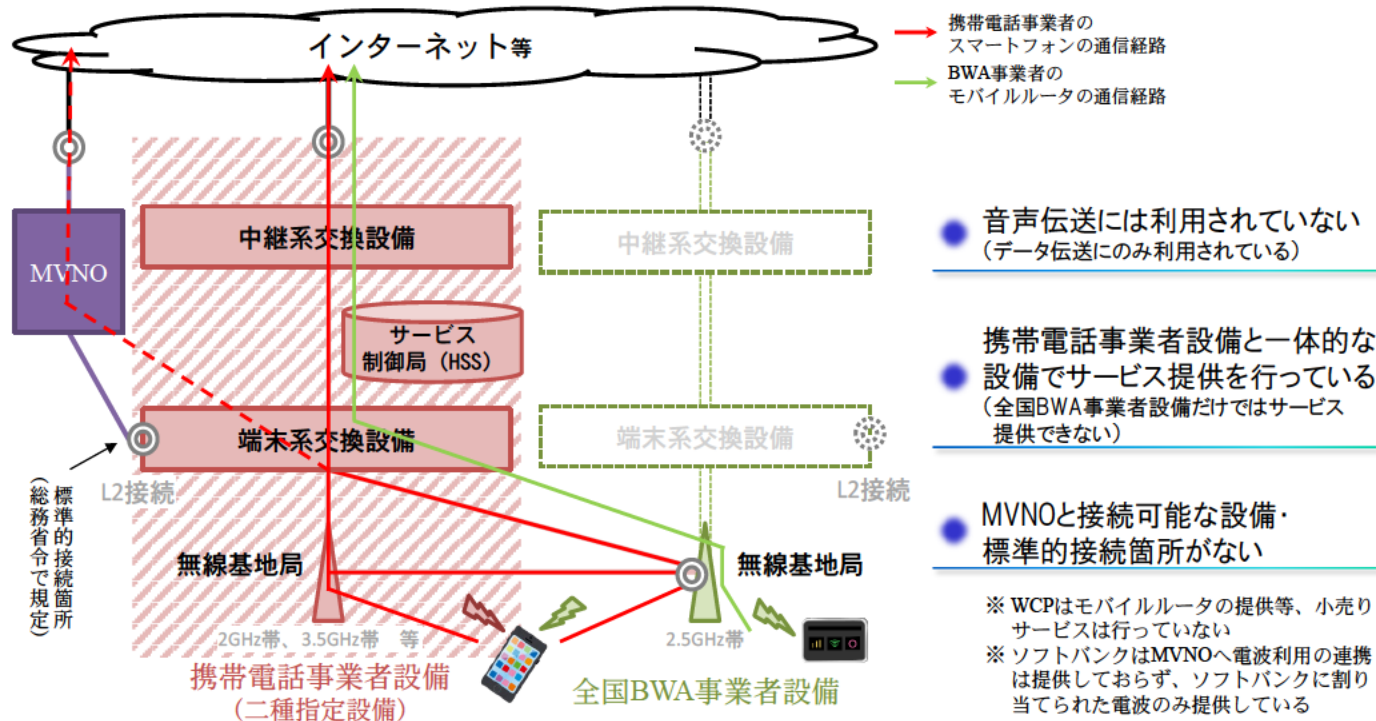 インターネット等
携帯電話事業者の
スマートフォンの通信経路
BWA事業者の
モバイルルータの通信経路
MVNO
中継系交換設備
サービス
制御局（HSS）
端末系交換設備
L2接続
標準的接続箇所
（総務省令で規定）
無線基地局
2GHz帯、3.5GHz帯　等
携帯電話事業者設備
（二種指定設備）
中継系交換設備
端末系交換設備
L2接続
無線基地局
2.5GHz帯
全国BWA事業者設備
音声伝送には利用されていない
（データ伝送にのみ利用されている）
携帯電話事業者設備と一体的な
設備でサービス提供を行っている
（全国BWA事業者設備だけではサービス
提供できない）
MVNOと接続可能な設備・
標準的接続箇所がない
※ WCPはモバイルルータの提供等、小売り
サービスは行っていない
※ ソフトバンクはMVNOへ電波利用の連携
は提供しておらず、ソフトバンクに割り
当てられた電波のみ提供している